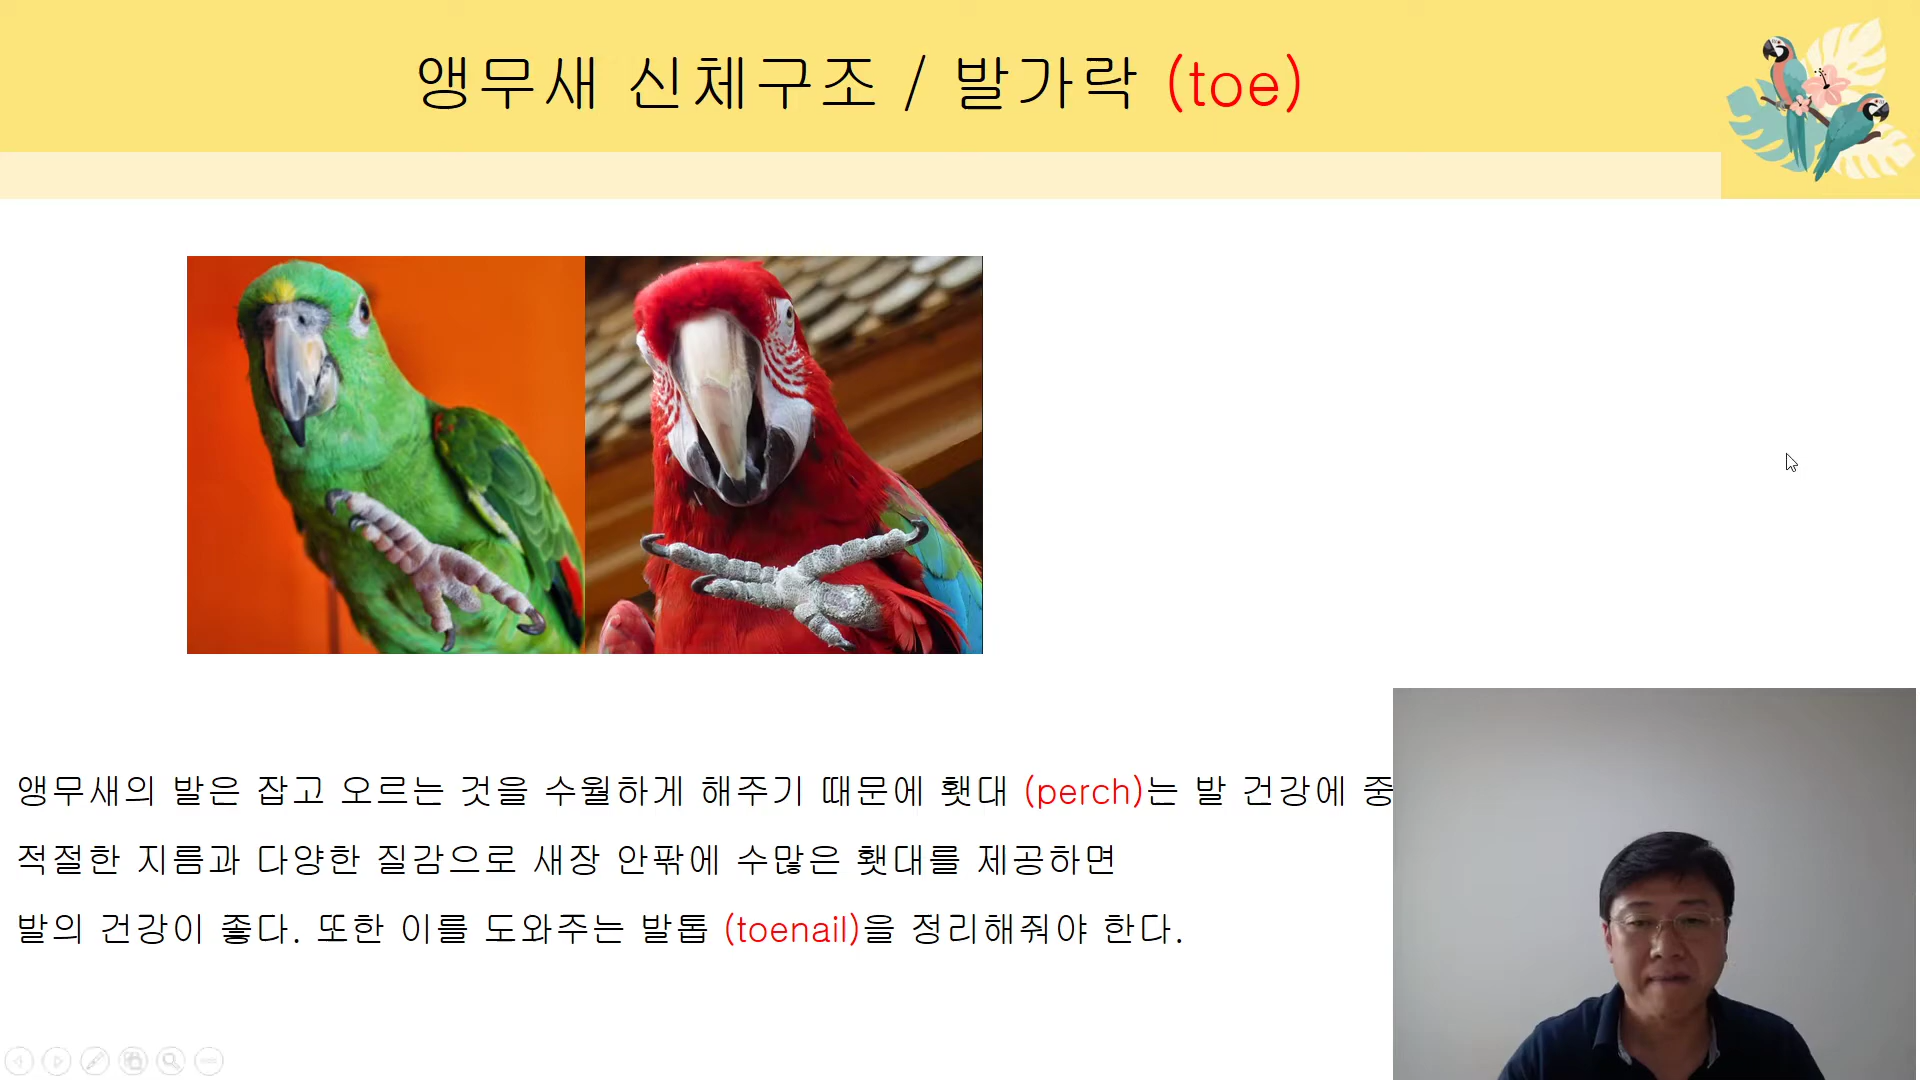 앵무새 신체구조 / 발가락 (toe)
앵무새의 발은 잡고 오르는 것을 수월하게 해주기 때문에 횃대 (perch)는 발 건강에 중
적절한 지름과 다양한 질감으로 새장 안팎에 수많은 횃대를 제공하면
발의 건강이 좋다. 또한 이를 도와주는 발톱 (toenail)을 정리해줘야 한다.